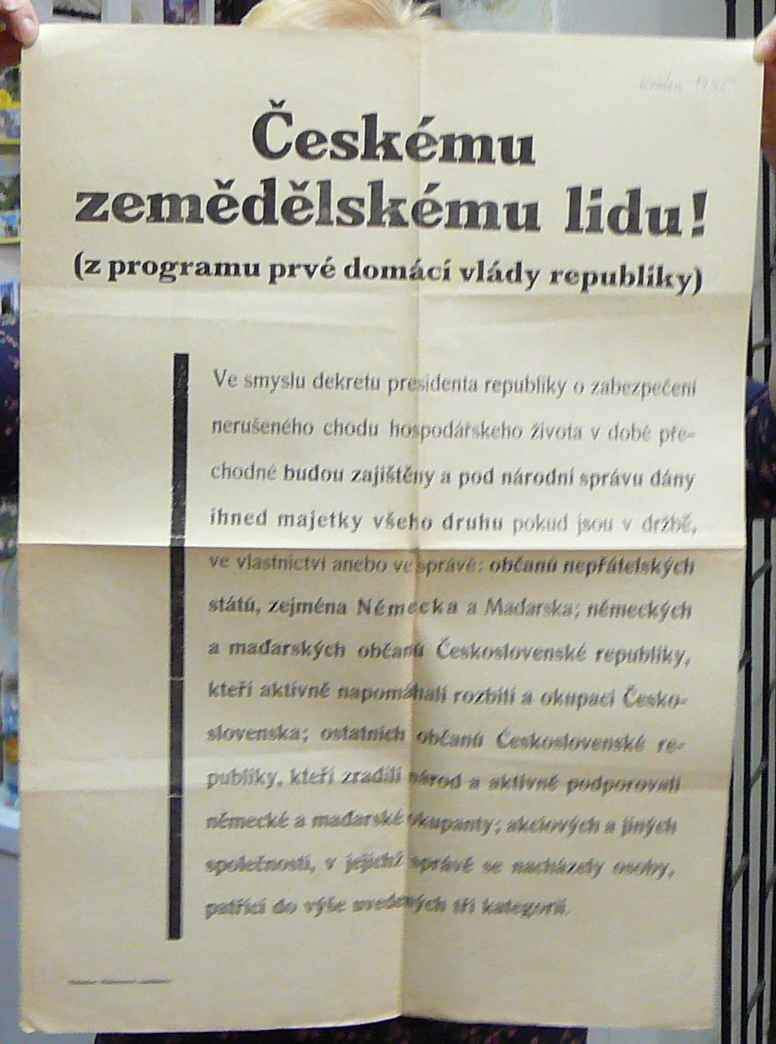 Českému
zemědělskému lidu!
(z programu prvé domácí vlády republiky)
Ve smyslu dekretu presidenta republiky o zabezpečení
nerušeného chodu hospodářskeho života v době pře-
chodné budou zajištěny a pod národní správu dány
ihned majetky všeho druhu pokud jsou v držbě,
ve vlastnictví anebo ve správě: občanů nepřátelských
států, zejména Německa a Maďarska; německých
a maďarských občanů Československé republiky,
kteří aktivně napomáhali rozbití a okupaci Česko-
slovenska; ostatních občanů Československé re-
publiky, kteří zradili národ a aktivně podporovali
německé a maďarské okupanty; akciových a jiných
společností, v jejichž správě se nacházely osoby,
patřící do výše uvedených tří kategorií.